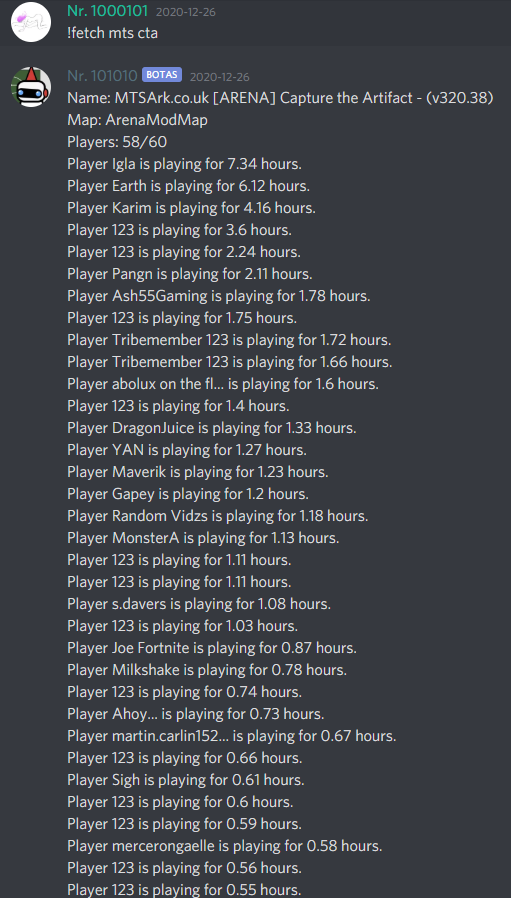 Nr. 1000101 2020-12-26
!fetch mts cta
Nr. 101010 BOTAS 2020-12-26
Name: MTSArk.co.uk [ARENA] Capture the Artifact - (v320.38)
Map: ArenaModMap
Players: 58/60
Player Igla is playing for 7.34 hours.
Player Earth is playing for 6.12 hours.
Player Karim is playing for 4.16 hours.
Player 123 is playing for 3.6 hours.
Player 123 is playing for 2.24 hours.
Player Pangn is playing for 2.11 hours.
Player Ash55Gaming is playing for 1.78 hours.
Player 123 is playing for 1.75 hours.
Player Tribemember 123 is playing for 1.72 hours.
Player Tribemember 123 is playing for 1.66 hours.
Player abolux on the fl... is playing for 1.6 hours.
Player 123 is playing for 1.4 hours.
Player DragonJuice is playing for 1.33 hours.
Player YAN is playing for 1.27 hours.
Player Maverik is playing for 1.23 hours.
Player Gapey is playing for 1.2 hours.
Player Random Vidzs is playing for 1.18 hours.
Player MonsterA is playing for 1.13 hours.
Player 123 is playing for 1.11 hours.
Player 123 is playing for 1.11 hours.
Player s.davers is playing for 1.08 hours.
Player 123 is playing for 1.03 hours.
Player Joe Fortnite is playing for 0.87 hours.
Player Milkshake is playing for 0.78 hours.
Player 123 is playing for 0.74 hours.
Player Ahoy... is playing for 0.73 hours.
Player martin.carlin152... is playing for 0.67 hours.
Player 123 is playing for 0.66 hours.
Player Sigh is playing for 0.61 hours.
Player 123 is playing for 0.6 hours.
Player 123 is playing for 0.59 hours.
Player mercerongaelle is playing for 0.58 hours.
Player 123 is playing for 0.56 hours.
Player 123 is playing for 0.55 hours.